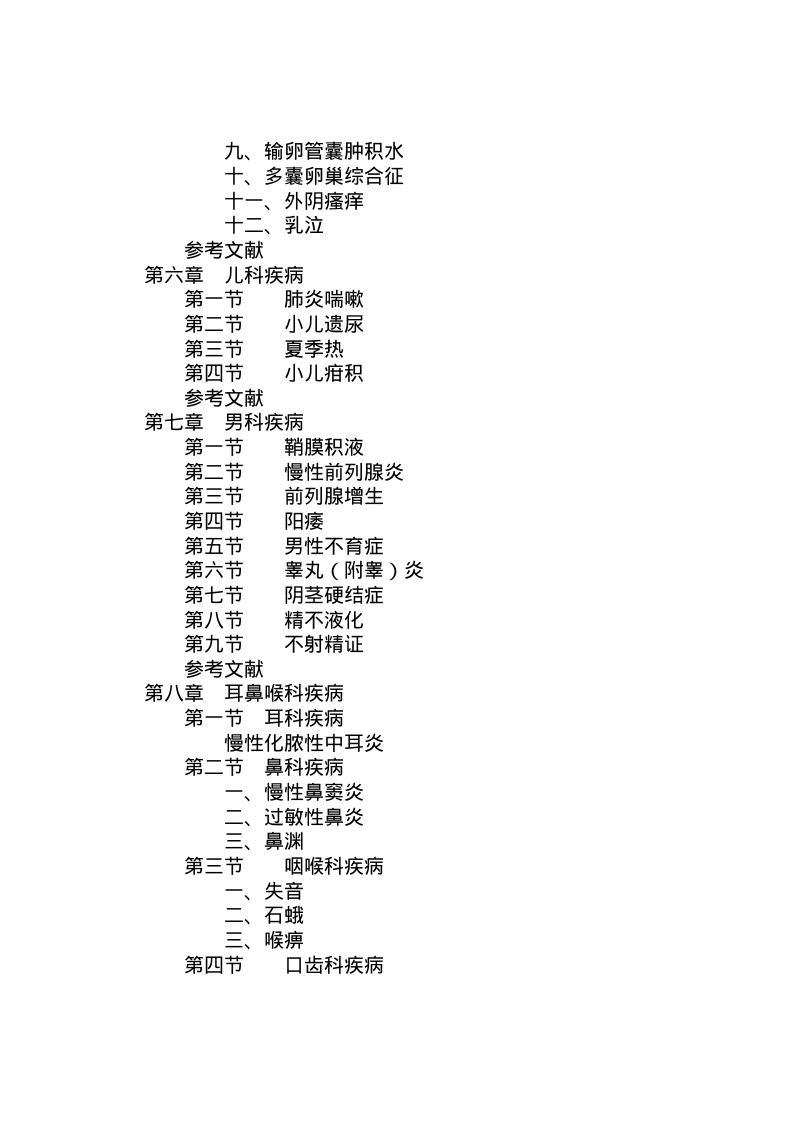 九、输卵管囊肿积水
十、多囊卵巢综合征
十一、外阴瘙痒
十二、乳泣
参考文献
第六章　儿科疾病
第一节　　肺炎喘嗽
第二节　　小儿遗尿
第三节　　夏季热
第四节　　小儿疳积
参考文献
第七章　男科疾病
第一节　　鞘膜积液
第二节　　慢性前列腺炎
第三节　　前列腺增生
第四节　　阳痿
第五节　　男性不育症
第六节　　睾丸（附睾）炎
第七节　　阴茎硬结症
第八节　　精不液化
第九节　　不射精证
参考文献
第八章　耳鼻喉科疾病
第一节　耳科疾病
慢性化脓性中耳炎
第二节　鼻科疾病
一、慢性鼻窦炎
二、过敏性鼻炎
三、鼻渊
第三节　　咽喉科疾病
一、失音
二、石蛾
三、喉痹
第四节　　口齿科疾病